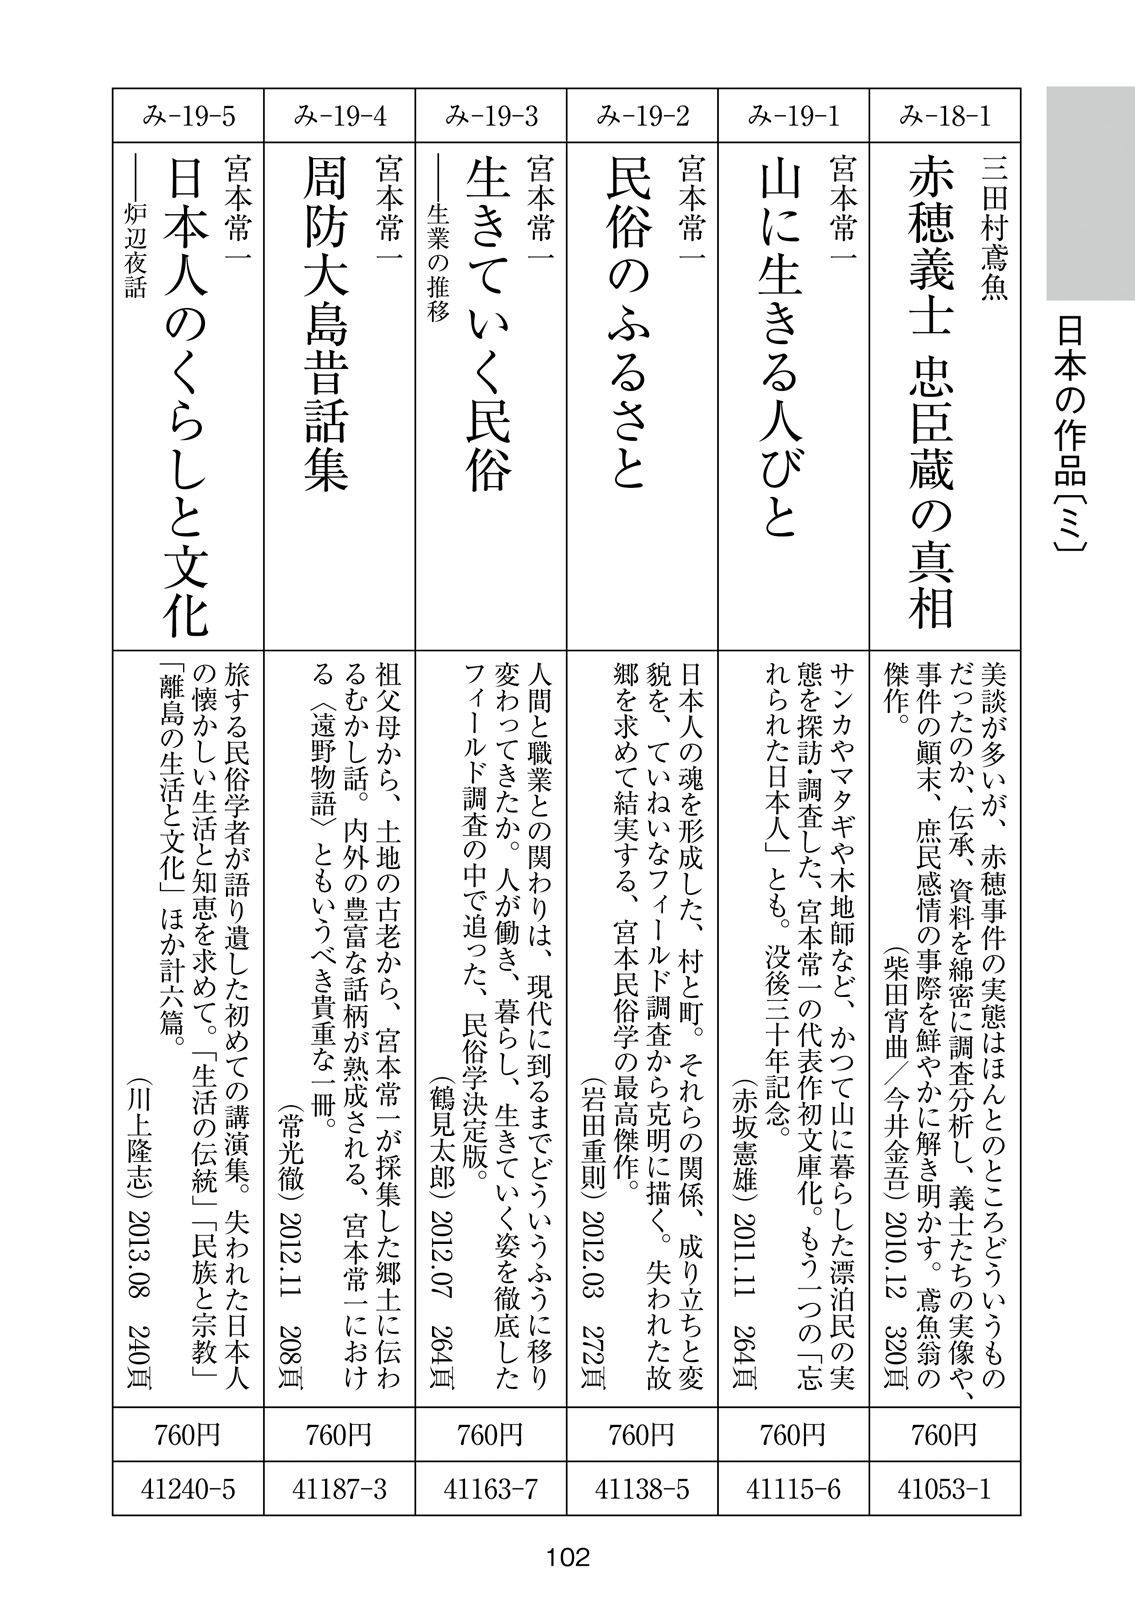 日本の作品〔ミ〕
み-18-1
三田村鳶魚
赤穂義士 忠臣蔵の真相
美談が多いが、赤穂事件の実態はほんとのところどういうもの
だったのか、伝承、資料を綿密に調査分析し、義士たちの実像や、
事件の顛末、庶民感情の事際を鮮やかに解き明かす。鳶魚翁の
傑作。
（柴田宵曲／今井金吾）2010.12 320頁
760円
41053-1
み-19-1
宮本常一
山に生きる人びと
サンカやマタギや木地師など、かつて山に暮らした漂泊民の実
態を探訪・調査した、宮本常一の代表作初文庫化。もう一つの「忘
れられた日本人」とも。没後三十年記念。
（赤坂憲雄）2011.11 264頁
760円
41115-6
み-19-2
宮本常一
民俗のふるさと
日本人の魂を形成した、村と町。それらの関係、成り立ちと変
貌を、ていねいなフィールド調査から克明に描く。失われた故
郷を求めて結実する、宮本民俗学の最高傑作。
（岩田重則）2012.03 272頁
760円
41138-5
み-19-3
宮本常一
生きていく民俗
――生業の推移
人間と職業との関わりは、現代に到るまでどういうふうに移り
変わってきたか。人が働き、暮らし、生きていく姿を徹底した
フィールド調査の中で追った、民俗学決定版。
（鶴見太郎）2012.07 264頁
760円
41163-7
み-19-4
宮本常一
周防大島昔話集
祖父母から、土地の古老から、宮本常一が採集した郷土に伝わ
るむかし話。内外の豊富な話柄が熟成される、宮本常一におけ
る〈遠野物語〉ともいうべき貴重な一冊。
（常光徹）2012.11 208頁
760円
41187-3
み-19-5
宮本常一
日本人のくらしと文化
――炉辺夜話
旅する民俗学者が語り遺した初めての講演集。失われた日本人
の懐かしい生活と知恵を求めて。「生活の伝統」「民族と宗教」
「離島の生活と文化」ほか計六篇。
（川上隆志）2013.08 240頁
760円
41240-5
102